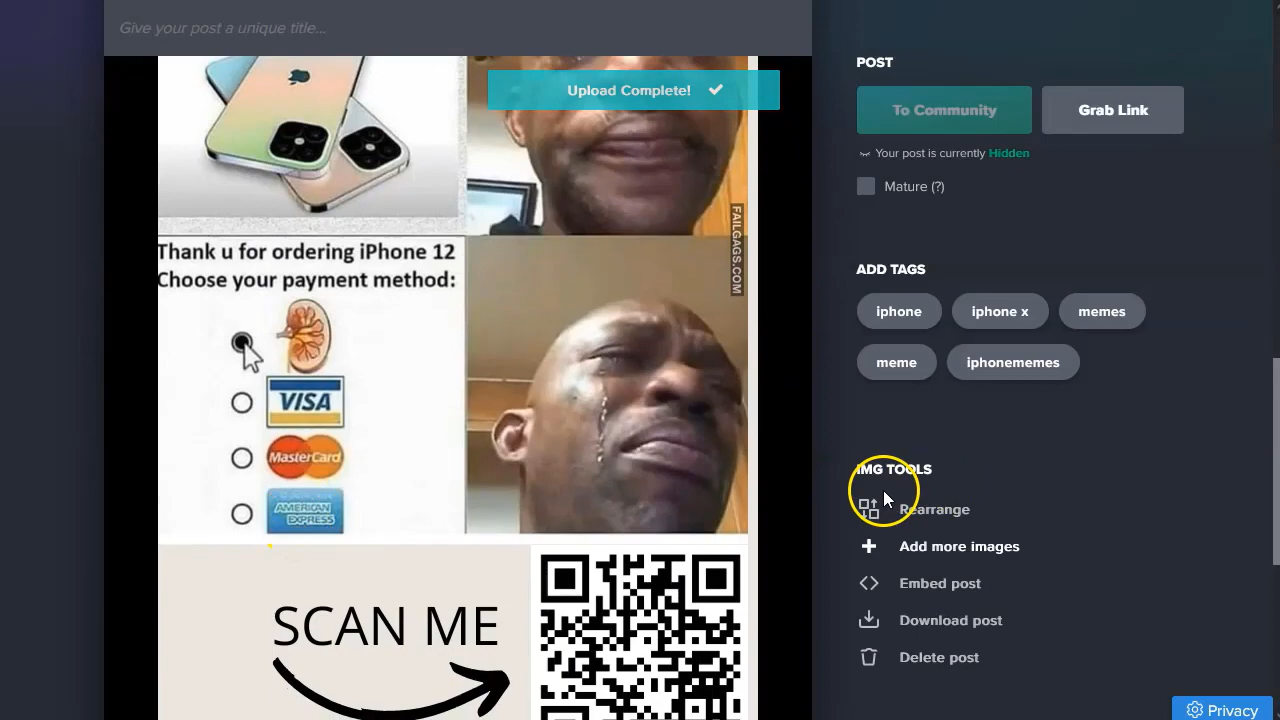 Give your post a unique title...
Upload Complete!
FAILGAGS.COM
Thank u for ordering iPhone 12
Choose your payment method:
VISA
MasterCard
AMERICAN
EXPRESS
SCAN ME
POST
To Community
Grab Link
Your post is currently Hidden
Mature (?)
ADD TAGS
iphone
iphone x
memes
meme
iphonememes
IMG TOOLS
Rearrange
Add more images
Embed post
Download post
Delete post
Privacy